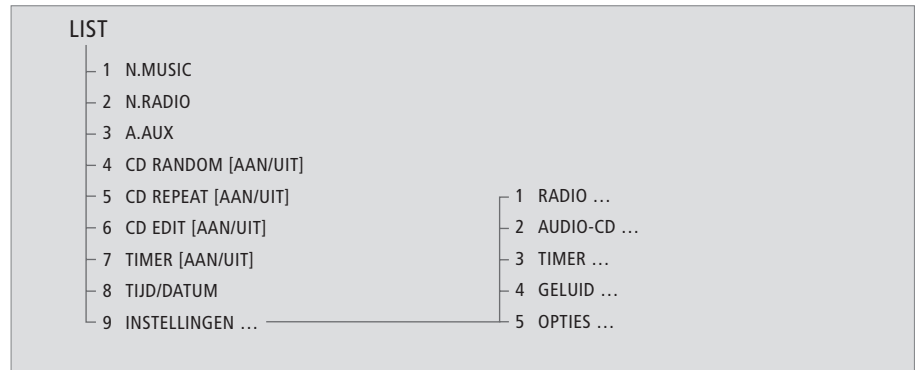 LIST
1 N.MUSIC
2 N.RADIO
3 A.AUX
4 CD RANDOM [AAN/UIT]
5 CD REPEAT [AAN/UIT]
6 CD EDIT [AAN/UIT]
7 TIMER [AAN/UIT]
8 TIJD/DATUM
9 INSTELLINGEN …
1 RADIO …
2 AUDIO-CD …
3 TIMER …
4 GELUID …
5 OPTIES …